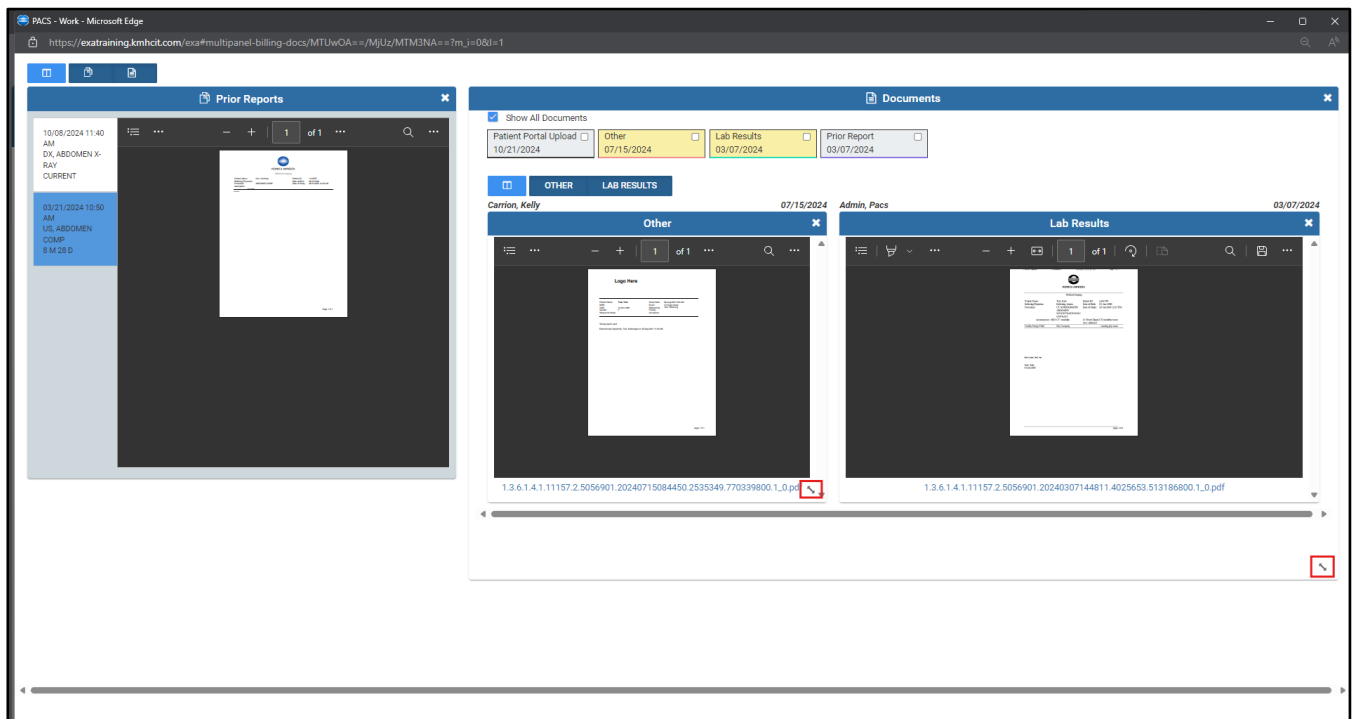 PACS - Work - Microsoft Edge
https://exatraining.kmhcit.com/exa#multipanel-billing-docs/MTUwOA==/MjUz/MTM3NA==?m_i=0&l=1
Prior Reports
10/08/2024 11:40
AM
DX, ABDOMEN X-
RAY
CURRENT
03/21/2024 10:50
AM
US, ABDOMEN
COMP
8 M 28 D
1 of 1
Documents
Show All Documents
Patient Portal Upload
10/21/2024
Other
07/15/2024
Lab Results
03/07/2024
Prior Report
03/07/2024
OTHER
LAB RESULTS
Carrion, Kelly 07/15/2024
Other
1 of 1
Logo Here
1.3.6.1.4.1.11157.2.5056901.20240715084450.2535349.770339800.1_0.pd
Admin, Pacs 03/07/2024
Lab Results
1 of 1
1.3.6.1.4.1.11157.2.5056901.20240307144811.4025653.513186800.1_0.pdf